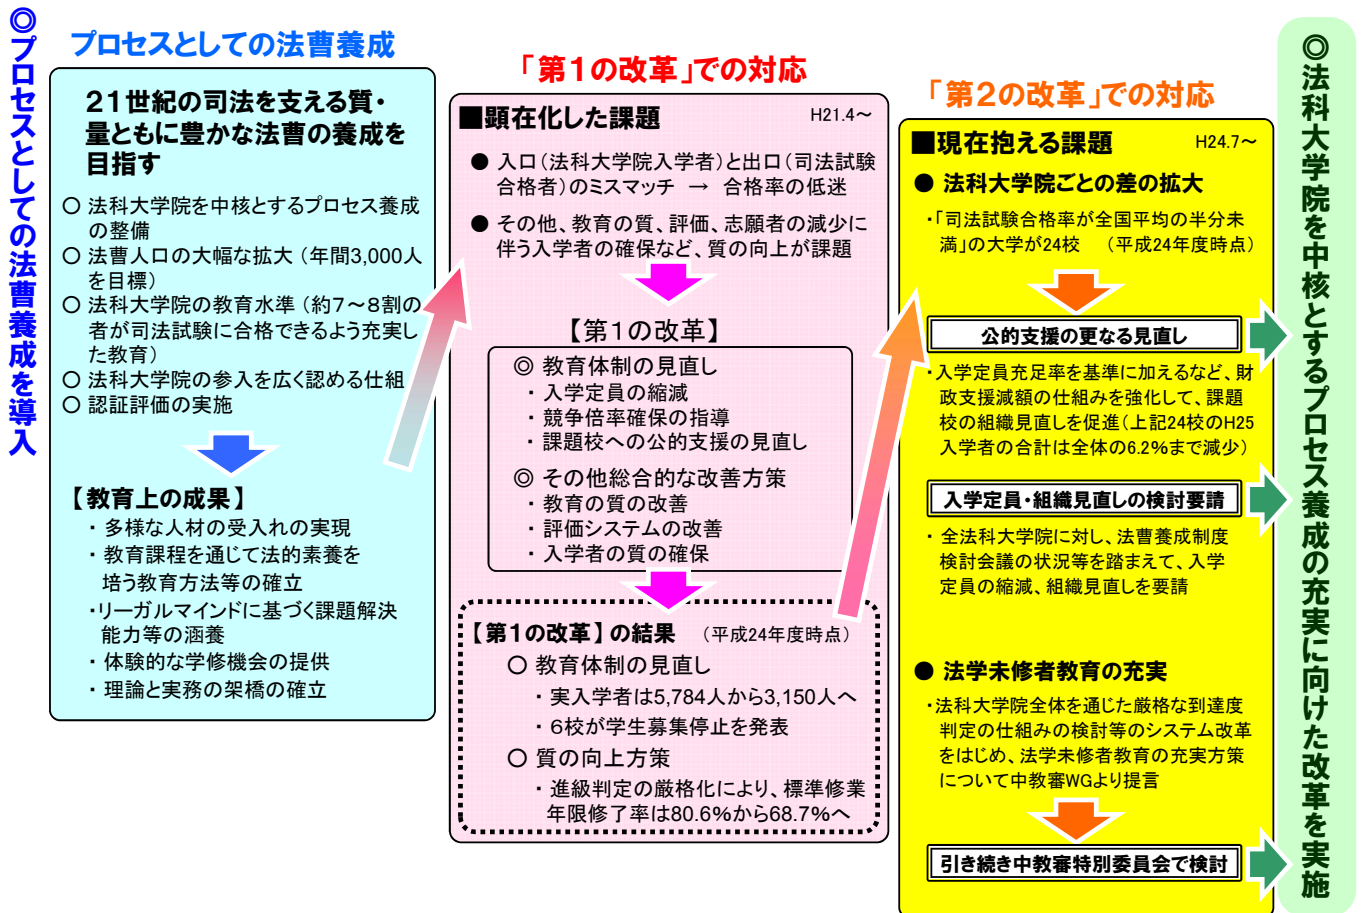 ◎プロセスとしての法曹養成を導入
プロセスとしての法曹養成
21世紀の司法を支える質・
量ともに豊かな法曹の養成を
目指す
○ 法科大学院を中核とするプロセス養成
の整備
○ 法曹人口の大幅な拡大（年間3,000人
を目標）
○ 法科大学院の教育水準（約7～8割の
者が司法試験に合格できるよう充実し
た教育）
○ 法科大学院の参入を広く認める仕組
○ 認証評価の実施
【教育上の成果】
・ 多様な人材の受入れの実現
・ 教育課程を通じて法的素養を
培う教育方法等の確立
・リーガルマインドに基づく課題解決
能力等の涵養
・ 体験的な学修機会の提供
・ 理論と実務の架橋の確立
「第1の改革」での対応
■顕在化した課題 H21.4～
● 入口（法科大学院入学者）と出口（司法試験
合格者）のミスマッチ → 合格率の低迷
● その他、教育の質、評価、志願者の減少に
伴う入学者の確保など、質の向上が課題
【第1の改革】
◎ 教育体制の見直し
・ 入学定員の縮減
・ 競争倍率確保の指導
・ 課題校への公的支援の見直し
◎ その他総合的な改善方策
・ 教育の質の改善
・ 評価システムの改善
・ 入学者の質の確保
【第1の改革】の結果 （平成24年度時点）
○ 教育体制の見直し
・ 実入学者は5,784人から3,150人へ
・ 6校が学生募集停止を発表
○ 質の向上方策
・ 進級判定の厳格化により、標準修業
年限修了率は80.6%から68.7%へ
「第2の改革」での対応
■現在抱える課題 H24.7～
● 法科大学院ごとの差の拡大
・「司法試験合格率が全国平均の半分未
満」の大学が24校 （平成24年度時点）
公的支援の更なる見直し
・入学定員充足率を基準に加えるなど、財
政支援減額の仕組みを強化して、課題
校の組織見直しを促進（上記24校のH25
入学者の合計は全体の6.2%まで減少）
入学定員・組織見直しの検討要請
・ 全法科大学院に対し、法曹養成制度
検討会議の状況等を踏まえて、入学
定員の縮減、組織見直しを要請
● 法学未修者教育の充実
・法科大学院全体を通じた厳格な到達度
判定の仕組みの検討等のシステム改革
をはじめ、法学未修者教育の充実方策
について中教審WGより提言
引き続き中教審特別委員会で検討
◎法科大学院を中核とするプロセス養成の充実に向けた改革を実施